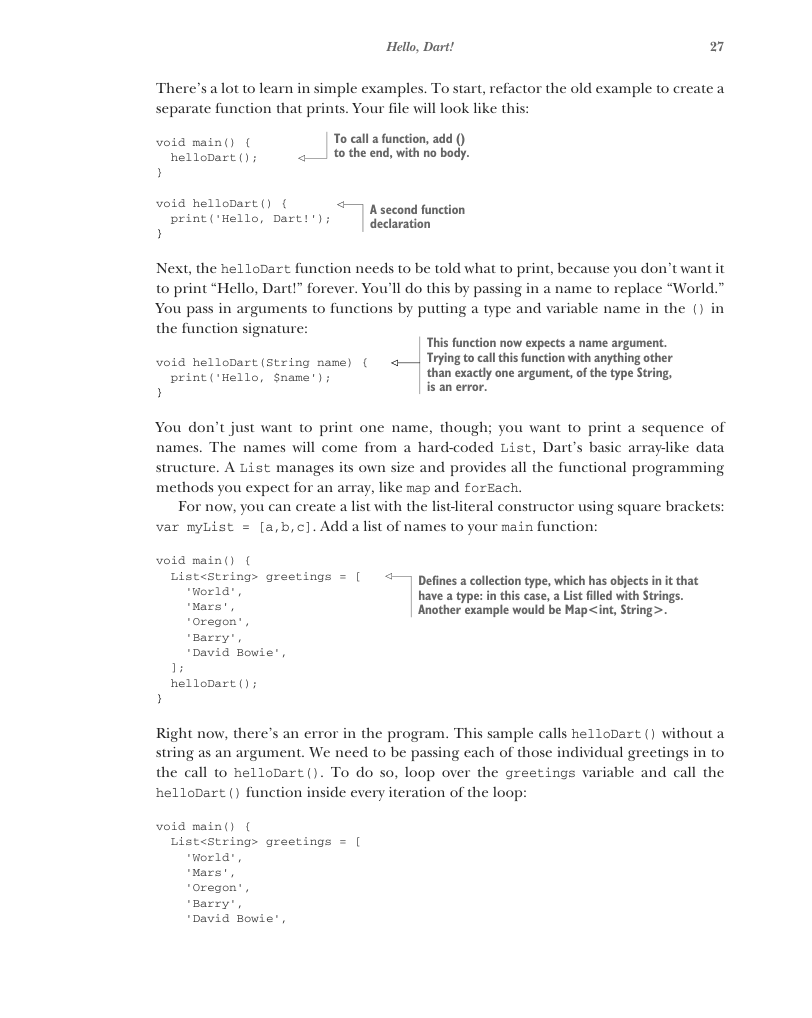 Hello, Dart!
27
There’s a lot to learn in simple examples. To start, refactor the old example to create a
separate function that prints. Your file will look like this:
void main() {
  helloDart();
}
To call a function, add ()
to the end, with no body.
void helloDart() {
  print('Hello, Dart!');
}
A second function
declaration
Next, the helloDart function needs to be told what to print, because you don’t want it
to print “Hello, Dart!” forever. You’ll do this by passing in a name to replace “World.”
You pass in arguments to functions by putting a type and variable name in the () in
the function signature:
void helloDart(String name) {
  print('Hello, $name');
}
This function now expects a name argument.
Trying to call this function with anything other
than exactly one argument, of the type String,
is an error.
You don’t just want to print one name, though; you want to print a sequence of
names. The names will come from a hard-coded List, Dart’s basic array-like data
structure. A List manages its own size and provides all the functional programming
methods you expect for an array, like map and forEach.
For now, you can create a list with the list-literal constructor using square brackets:
var myList = [a,b,c]. Add a list of names to your main function:
void main() {
  List<String> greetings = [
    'World',
    'Mars',
    'Oregon',
    'Barry',
    'David Bowie',
  ];
  helloDart();
}
Defines a collection type, which has objects in it that
have a type: in this case, a List filled with Strings.
Another example would be Map<int, String>.
Right now, there’s an error in the program. This sample calls helloDart() without a
string as an argument. We need to be passing each of those individual greetings in to
the call to helloDart(). To do so, loop over the greetings variable and call the
helloDart() function inside every iteration of the loop:
void main() {
  List<String> greetings = [
    'World',
    'Mars',
    'Oregon',
    'Barry',
    'David Bowie',